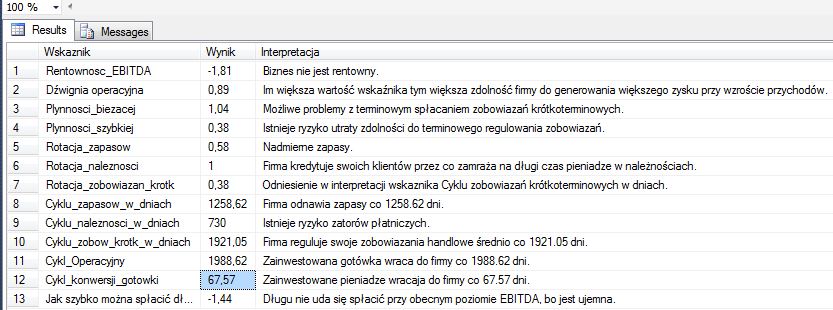 100 %
Results Messages
Wskaznik Wynik Interpretacja
1 Rentownosc_EBITDA -1,81 Biznes nie jest rentowny.
2 Dźwignia operacyjna 0,89 Im większa wartość wskaźnika tym większa zdolność firmy do generowania większego zysku przy wzroście przychodów.
3 Plynnosci_biezacej 1,04 Możliwe problemy z terminowym spłacaniem zobowiazań krótkoterminowych.
4 Plynnosci_szybkiej 0,38 Istnieje ryzyko utraty zdolności do terminowego regulowania zobowiazań.
5 Rotacja_zapasow 0,58 Nadmierne zapasy.
6 Rotacja_naleznosci 1 Firma kredytuje swoich klientów przez co zamraża na długi czas pieniadze w należnościach.
7 Rotacja_zobowiazan_krotk 0,38 Odniesienie w interpretacji wskaznika Cyklu zobowiazań krótkoterminowych w dniach.
8 Cyklu_zapasow_w_dniach 1258,62 Firma odnawia zapasy co 1258.62 dni.
9 Cyklu_naleznosci_w_dniach 730 Istnieje ryzyko zatorów płatniczych.
10 Cyklu_zobow_krotk_w_dniach 1921,05 Firma reguluje swoje zobowiazania handlowe średnio co 1921.05 dni.
11 Cykl_Operacyjny 1988,62 Zainwestowana gotówka wraca do firmy co 1988.62 dni.
12 Cykl_konwersji_gotowki 67,57 Zainwestowane pieniadze wracaja do firmy co 67.57 dni.
13 Jak szybko można spłacić dł... -1,44 Długu nie uda się spłacić przy obecnym poziomie EBITDA, bo jest ujemna.